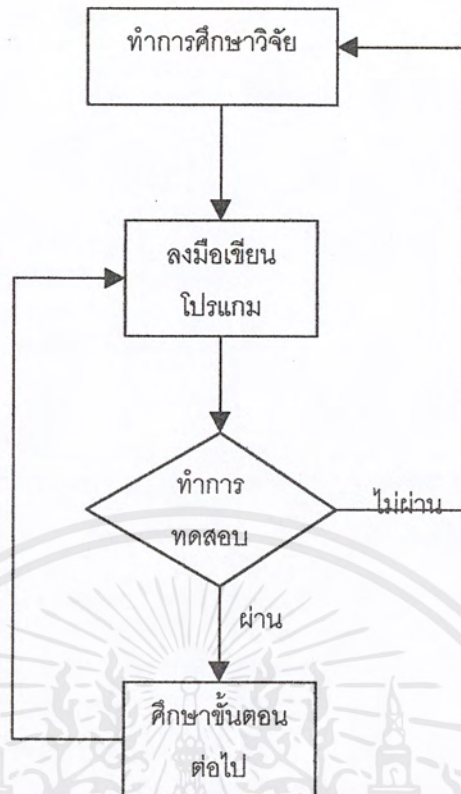 ทำการศึกษาวิจัย
ลงมือเขียน
โปรแกม
ทำการ
ทดสอบ
ไม่ผ่าน
ผ่าน
ศึกษาขั้นตอน
ต่อไป